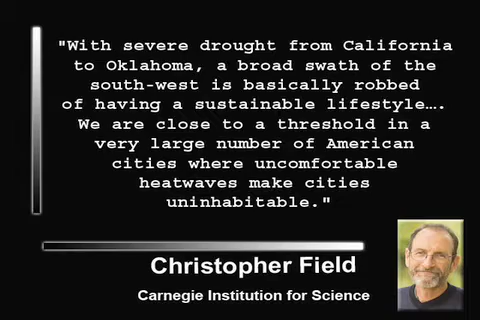 "With severe drought from California
to Oklahoma, a broad swath of the
south-west is basically robbed
of having a sustainable lifestyle….
We are close to a threshold in a
very large number of American
cities where uncomfortable
heatwaves make cities
uninhabitable."
Christopher Field
Carnegie Institution for Science